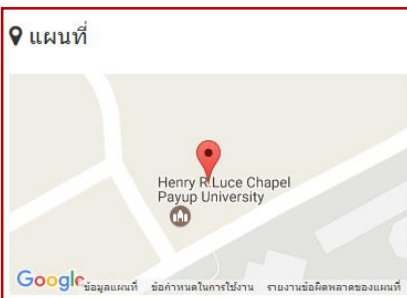 แผนที่
Henry R.Luce Chapel
Payup University
Google
ข้อมูลแผนที่ ข้อกำหนดในการใช้งาน รายงานข้อผิดพลาดของแผนที่